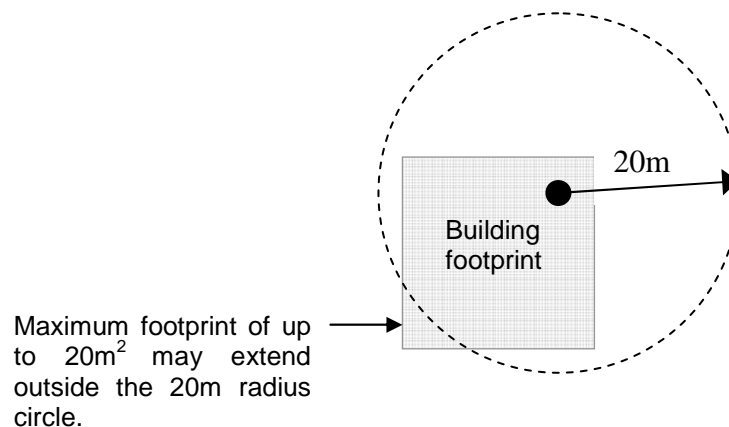 20m
Building
footprint
Maximum footprint of up
to 20m² may extend
outside the 20m radius
circle.